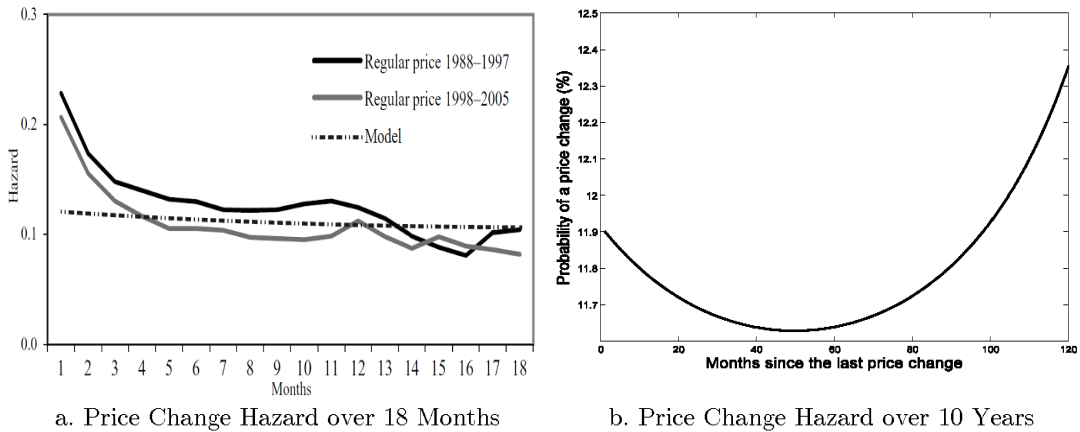 0.3
0.2
0.1
0.0
Hazard
Regular price 1988–1997
Regular price 1998–2005
Model
1 2 3 4 5 6 7 8 9 10 11 12 13 14 15 16 17 18
Months
a. Price Change Hazard over 18 Months
12.5
12.4
12.3
12.2
12.1
12
11.9
11.8
11.7
Probability of a price change (%)
0 20 40 60 80 100 120
Months since the last price change
b. Price Change Hazard over 10 Years